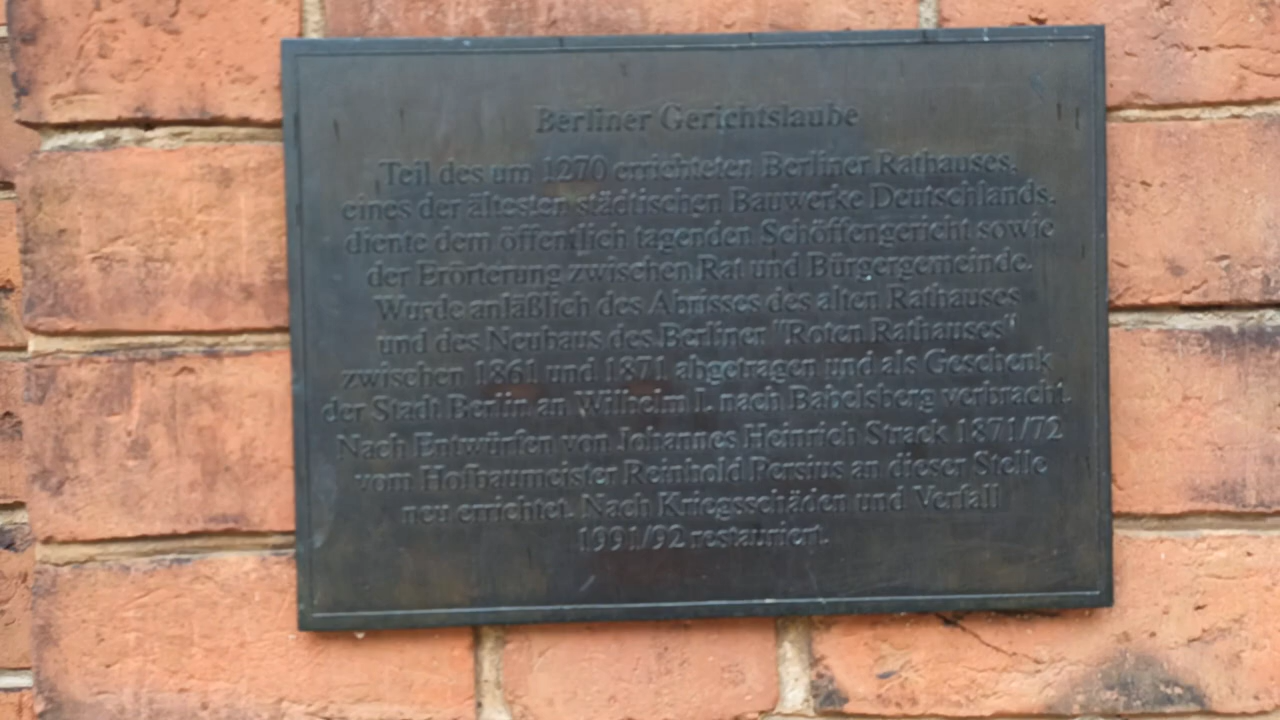 Berliner Gerichtslaube
Teil des um 1270 errichteten Berliner Rathauses,
eines der ältesten städtischen Bauwerke Deutschlands,
diente dem öffentlich tagenden Schöffengericht sowie
der Erörterung zwischen Rat und Bürgergemeinde.
Wurde anläßlich des Abrisses des alten Rathauses
und des Neubaus des Berliner "Roten Rathauses"
zwischen 1861 und 1871 abgetragen und als Geschenk
der Stadt Berlin an Wilhelm I. nach Babelsberg verbracht.
Nach Entwürfen von Johannes Heinrich Strack 1871/72
vom Hofbaumeister Reinhold Persius an dieser Stelle
neu errichtet. Nach Kriegsschäden und Verfall
1991/92 restauriert.